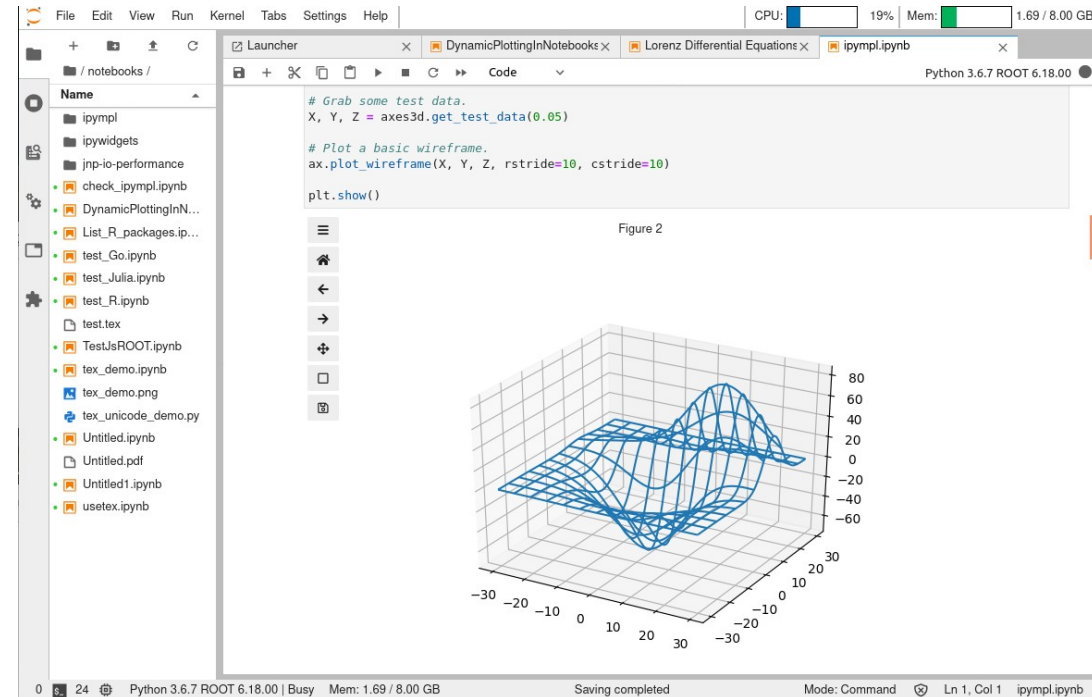 File Edit View Run Kernel Tabs Settings Help
CPU: 19% Mem: 1.69 / 8.00 GB
/ notebooks /
Name
ipympl
ipywidgets
jnp-io-performance
check_ipympl.ipynb
DynamicPlottingInN...
List_R_packages.ip...
test_Go.ipynb
test_Julia.ipynb
test_R.ipynb
test.tex
TestJsROOT.ipynb
tex_demo.ipynb
tex_demo.png
tex_unicode_demo.py
Untitled.ipynb
Untitled.pdf
Untitled1.ipynb
usetex.ipynb
Launcher DynamicPlottingInNotebooks Lorenz Differential Equations ipympl.ipynb
Code Python 3.6.7 ROOT 6.18.00
# Grab some test data.
X, Y, Z = axes3d.get_test_data(0.05)
# Plot a basic wireframe.
ax.plot_wireframe(X, Y, Z, rstride=10, cstride=10)
plt.show()
Figure 2
80
60
40
20
0
−20
−40
−60
−30 −20 −10 0 10 20 30
−30 −20 −10 0 10 20 30
0 $_ 24 Python 3.6.7 ROOT 6.18.00 | Busy Mem: 1.69 / 8.00 GB Saving completed Mode: Command Ln 1, Col 1 ipympl.ipynb